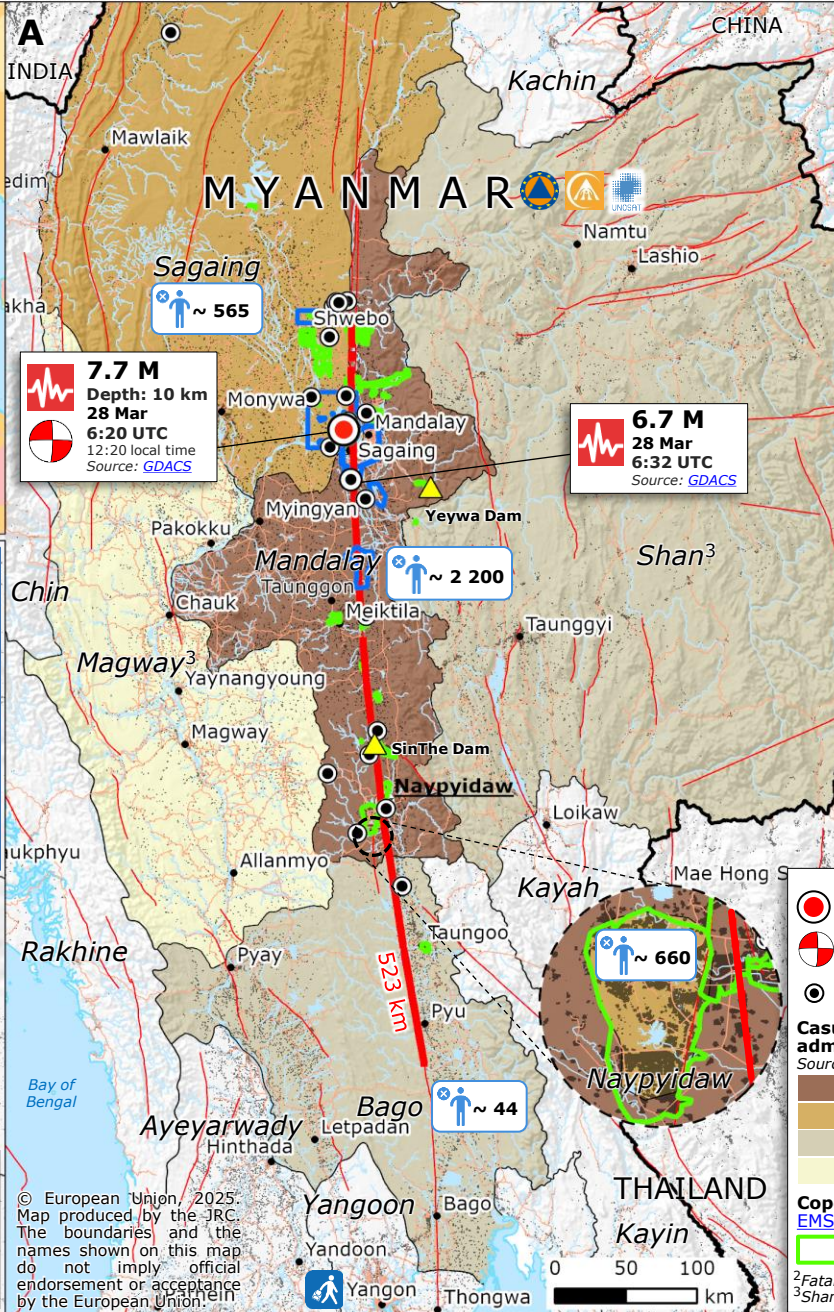 A
CHINA
INDIA
Kachin
Mawlaik
edim
MYANMAR
UNOSAT
Namtu
Lashio
Sagaing
akha
~ 565
Shwebo
7.7 M
Depth: 10 km
28 Mar
6:20 UTC
12:20 local time
Source: GDACS
Monywa
Mandalay
Sagaing
6.7 M
28 Mar
6:32 UTC
Source: GDACS
Myingyan
Yeywa Dam
Pakokku
Mandalay
~ 2 200
Shan³
Chin
Taunggon
Chauk
Meiktila
Taunggyi
Magway³
Yaynangyoung
Magway
SinThe Dam
Naypyidaw
Loikaw
aukphyu
Allanmyo
Mae Hong S
Kayah
Rakhine
Taungoo
Pyay
~ 660
523 km
Pyu
Casu
adm
Sourc
Naypyidaw
Bay of
Bengal
Bago
~ 44
Ayeyarwady
Letpadan
Hinthada
THAILAND
© European Union, 2025.
Map produced by the JRC.
The boundaries and the
names shown on this map
do not imply official
endorsement or acceptance
by the European Union.
Yangoon
Bago
Kayin
Cop
EMS
Yandoon
0 50 100
km
Yangon
Thongwa
²Fata
³Shar